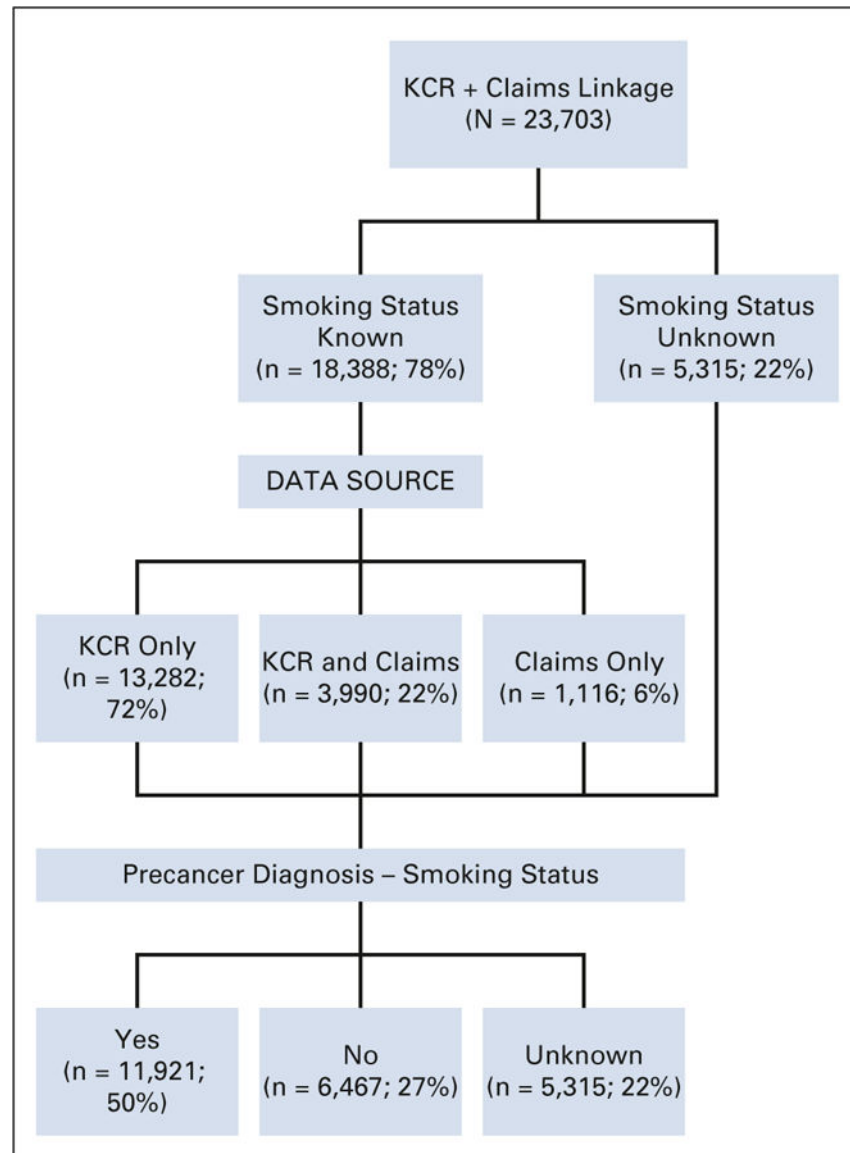 KCR + Claims Linkage
(N = 23,703)
Smoking Status
Known
(n = 18,388; 78%)
Smoking Status
Unknown
(n = 5,315; 22%)
DATA SOURCE
KCR Only
(n = 13,282;
72%)
KCR and Claims
(n = 3,990; 22%)
Claims Only
(n = 1,116; 6%)
Precancer Diagnosis – Smoking Status
Yes
(n = 11,921;
50%)
No
(n = 6,467; 27%)
Unknown
(n = 5,315; 22%)